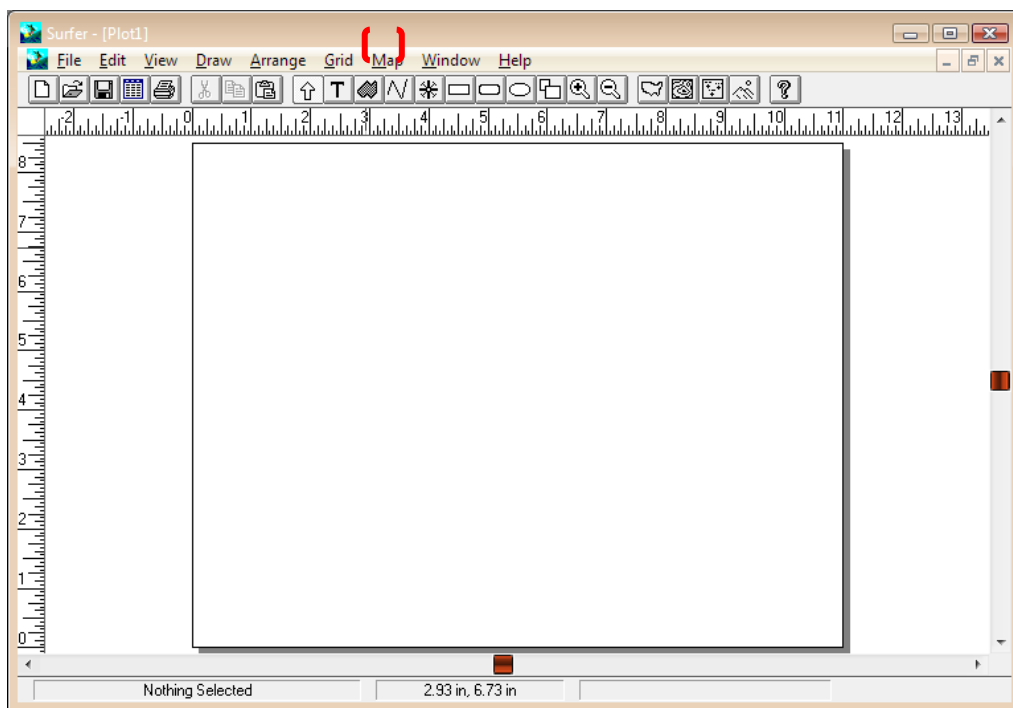 Surfer - [Plot1]
File Edit View Draw Arrange Grid Map Window Help
T ?
-2 -1 0 1 2 3 4 5 6 7 8 9 10 11 12 13
8
7
6
5
4
3
2
1
0
Nothing Selected 2.93 in, 6.73 in